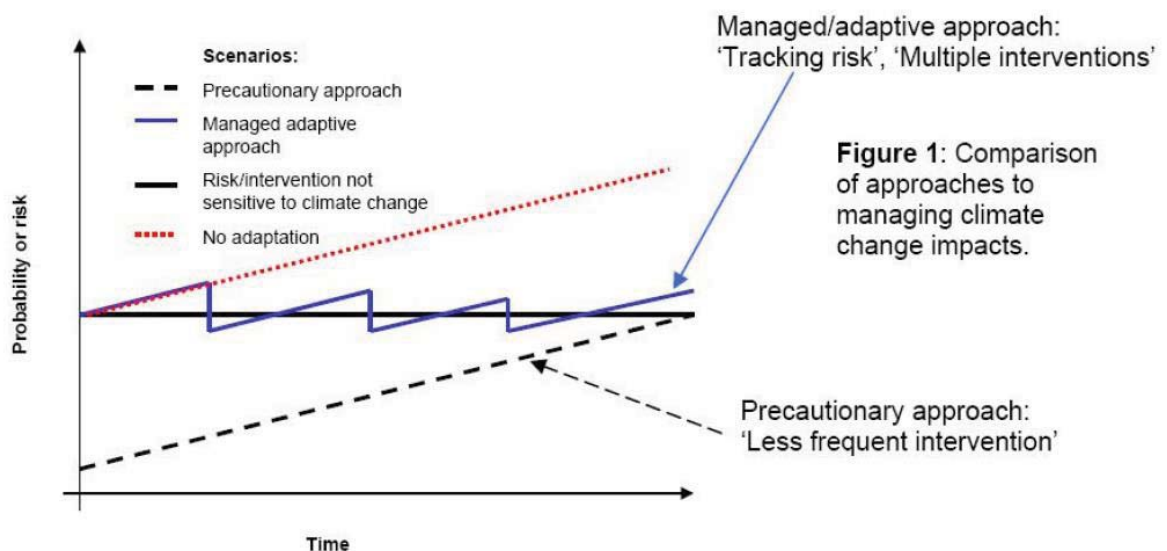 Managed/adaptive approach:
‘Tracking risk’, ‘Multiple interventions’
Scenarios:
Precautionary approach
Managed adaptive
approach
Risk/intervention not
sensitive to climate change
No adaptation
Figure 1: Comparison
of approaches to
managing climate
change impacts.
Probability or risk
Precautionary approach:
‘Less frequent intervention’
Time